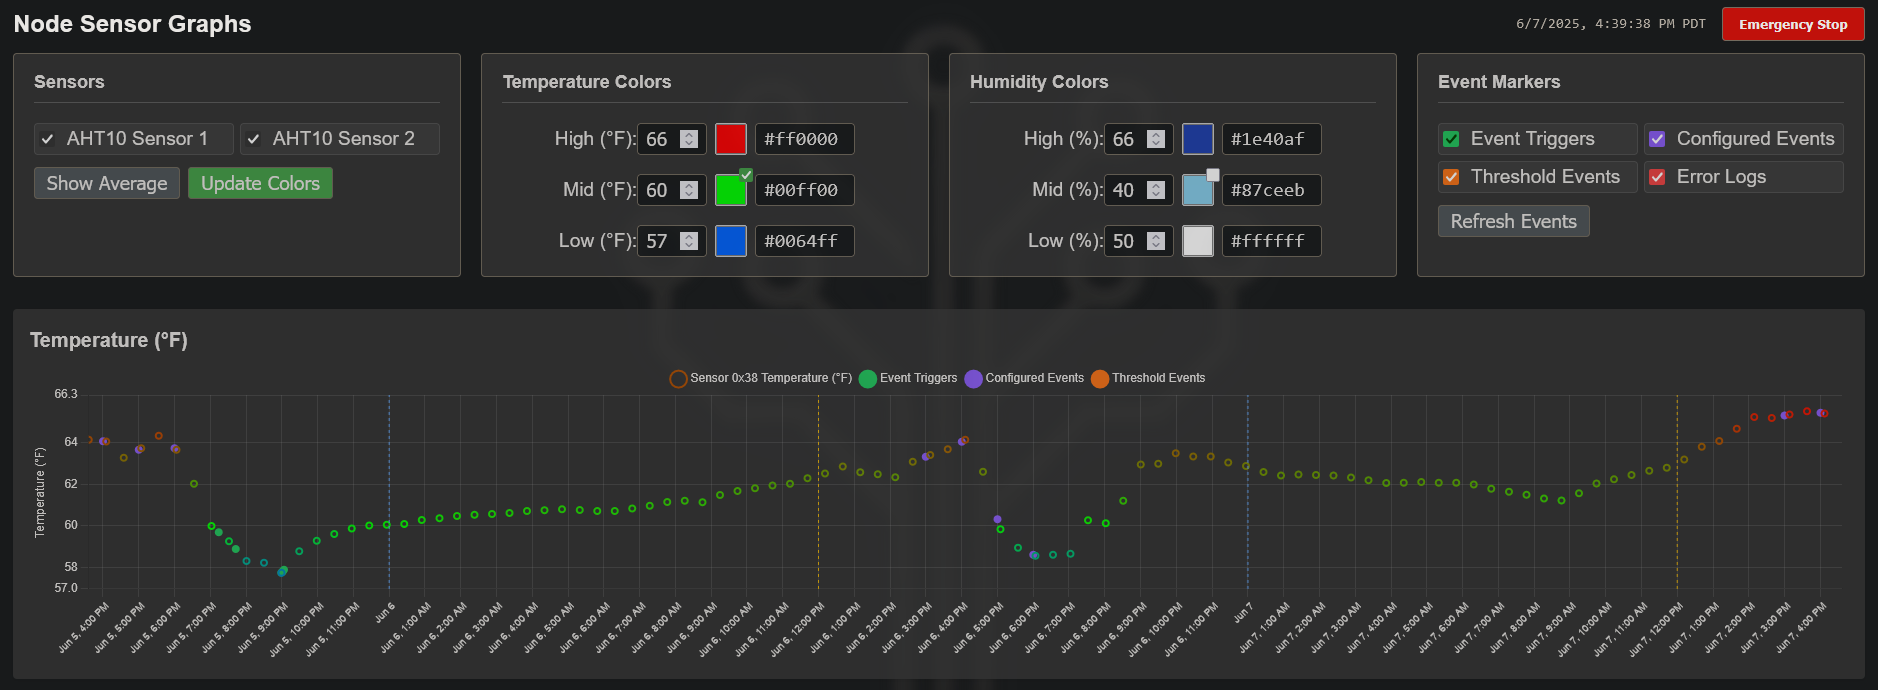 Node Sensor Graphs
6/7/2025, 4:39:38 PM PDT
Emergency Stop
Sensors
AHT10 Sensor 1
AHT10 Sensor 2
Show Average
Update Colors
Temperature Colors
High (°F): 66 #ff0000
Mid (°F): 60 #00ff00
Low (°F): 57 #0064ff
Humidity Colors
High (%): 66 #1e40af
Mid (%): 40 #87ceeb
Low (%): 50 #ffffff
Event Markers
Event Triggers
Configured Events
Threshold Events
Error Logs
Refresh Events
Temperature (°F)
Sensor 0x38 Temperature (°F)
Event Triggers
Configured Events
Threshold Events
Temperature (°F)
66.3
64
62
60
58
57.0
Jun 5, 4:00 PM
Jun 5, 5:00 PM
Jun 5, 6:00 PM
Jun 5, 7:00 PM
Jun 5, 8:00 PM
Jun 5, 9:00 PM
Jun 5, 10:00 PM
Jun 5, 11:00 PM
Jun 6
Jun 6, 1:00 AM
Jun 6, 2:00 AM
Jun 6, 3:00 AM
Jun 6, 4:00 AM
Jun 6, 5:00 AM
Jun 6, 6:00 AM
Jun 6, 7:00 AM
Jun 6, 8:00 AM
Jun 6, 9:00 AM
Jun 6, 10:00 AM
Jun 6, 11:00 AM
Jun 6, 12:00 PM
Jun 6, 1:00 PM
Jun 6, 2:00 PM
Jun 6, 3:00 PM
Jun 6, 4:00 PM
Jun 6, 5:00 PM
Jun 6, 6:00 PM
Jun 6, 7:00 PM
Jun 6, 8:00 PM
Jun 6, 9:00 PM
Jun 6, 10:00 PM
Jun 6, 11:00 PM
Jun 7
Jun 7, 1:00 AM
Jun 7, 2:00 AM
Jun 7, 3:00 AM
Jun 7, 4:00 AM
Jun 7, 5:00 AM
Jun 7, 6:00 AM
Jun 7, 7:00 AM
Jun 7, 8:00 AM
Jun 7, 9:00 AM
Jun 7, 10:00 AM
Jun 7, 11:00 AM
Jun 7, 12:00 PM
Jun 7, 1:00 PM
Jun 7, 2:00 PM
Jun 7, 3:00 PM
Jun 7, 4:00 PM